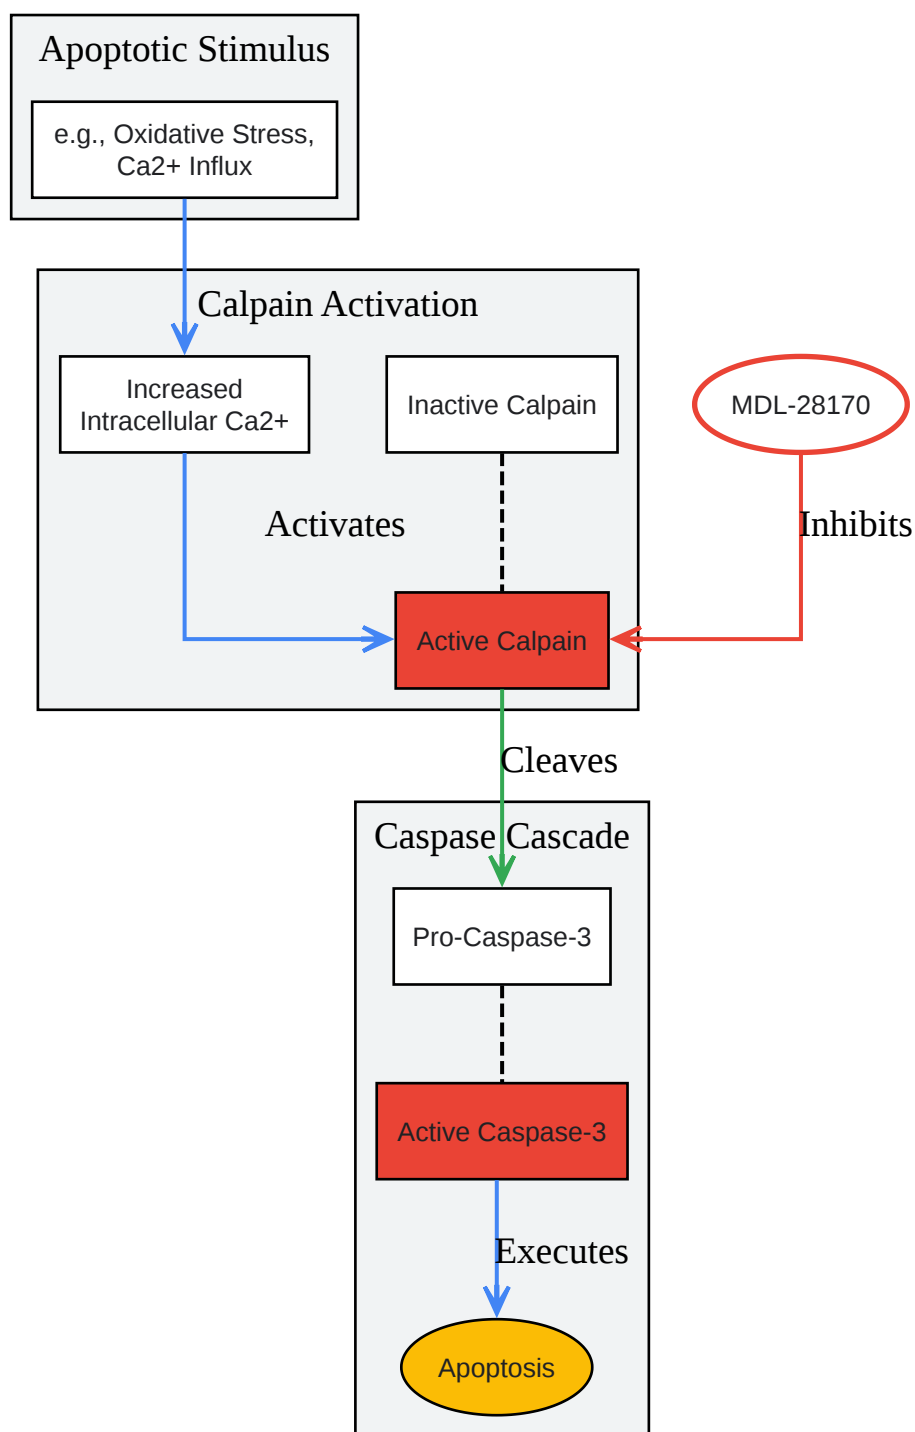 Apoptotic Stimulus
e.g., Oxidative Stress,
Ca2+ Influx
Calpain Activation
Increased
Intracellular Ca2+
Inactive Calpain
MDL-28170
Activates
Inhibits
Active Calpain
Cleaves
Caspase Cascade
Pro-Caspase-3
Active Caspase-3
Executes
Apoptosis